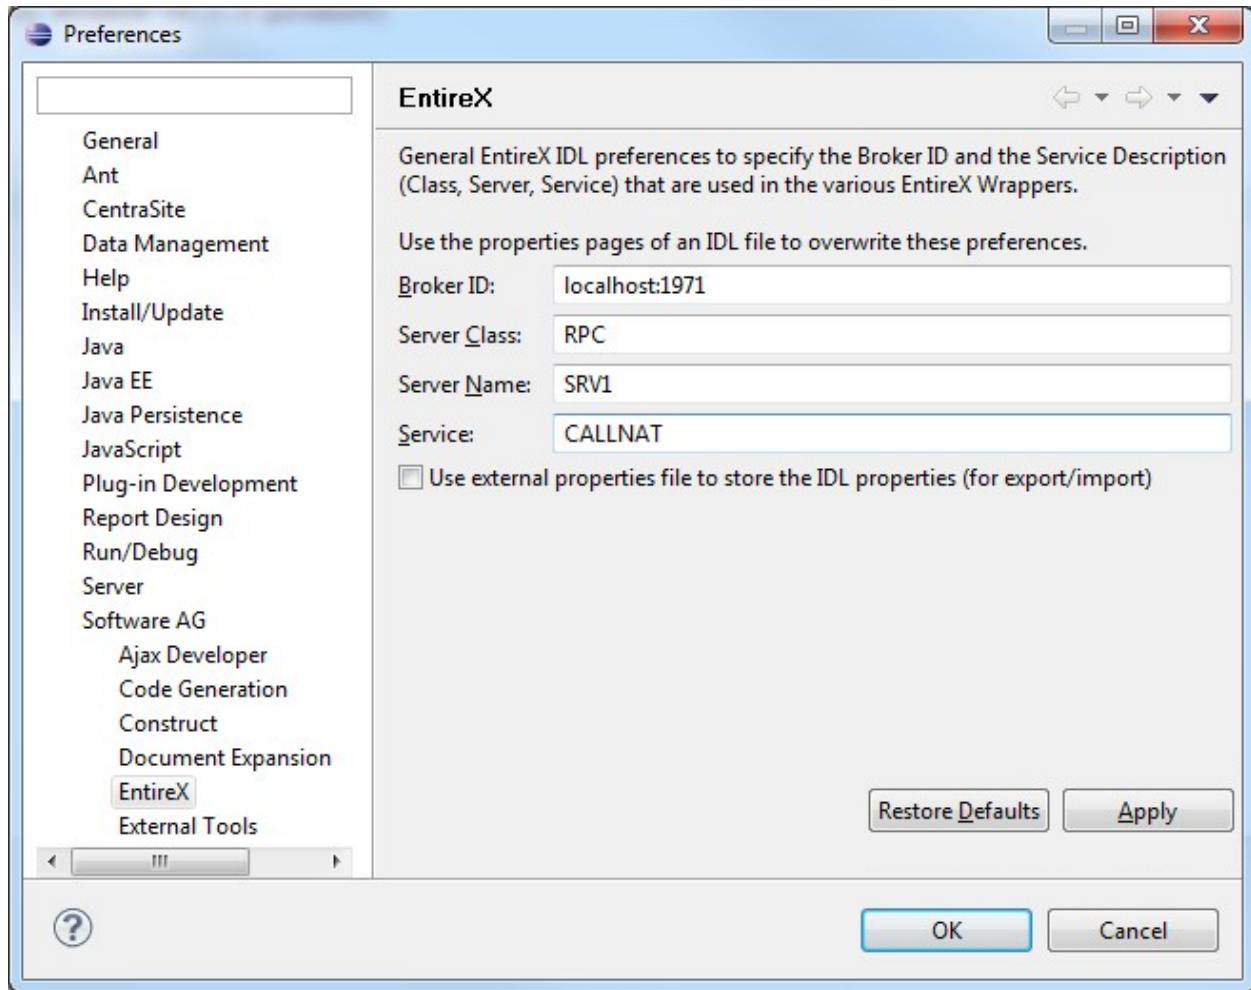 Preferences
EntireX
General
Ant
CentraSite
Data Management
Help
Install/Update
Java
Java EE
Java Persistence
JavaScript
Plug-in Development
Report Design
Run/Debug
Server
Software AG
Ajax Developer
Code Generation
Construct
Document Expansion
EntireX
External Tools
General EntireX IDL preferences to specify the Broker ID and the Service Description
(Class, Server, Service) that are used in the various EntireX Wrappers.
Use the properties pages of an IDL file to overwrite these preferences.
Broker ID: localhost:1971
Server Class: RPC
Server Name: SRV1
Service: CALLNAT
Use external properties file to store the IDL properties (for export/import)
Restore Defaults Apply
OK Cancel